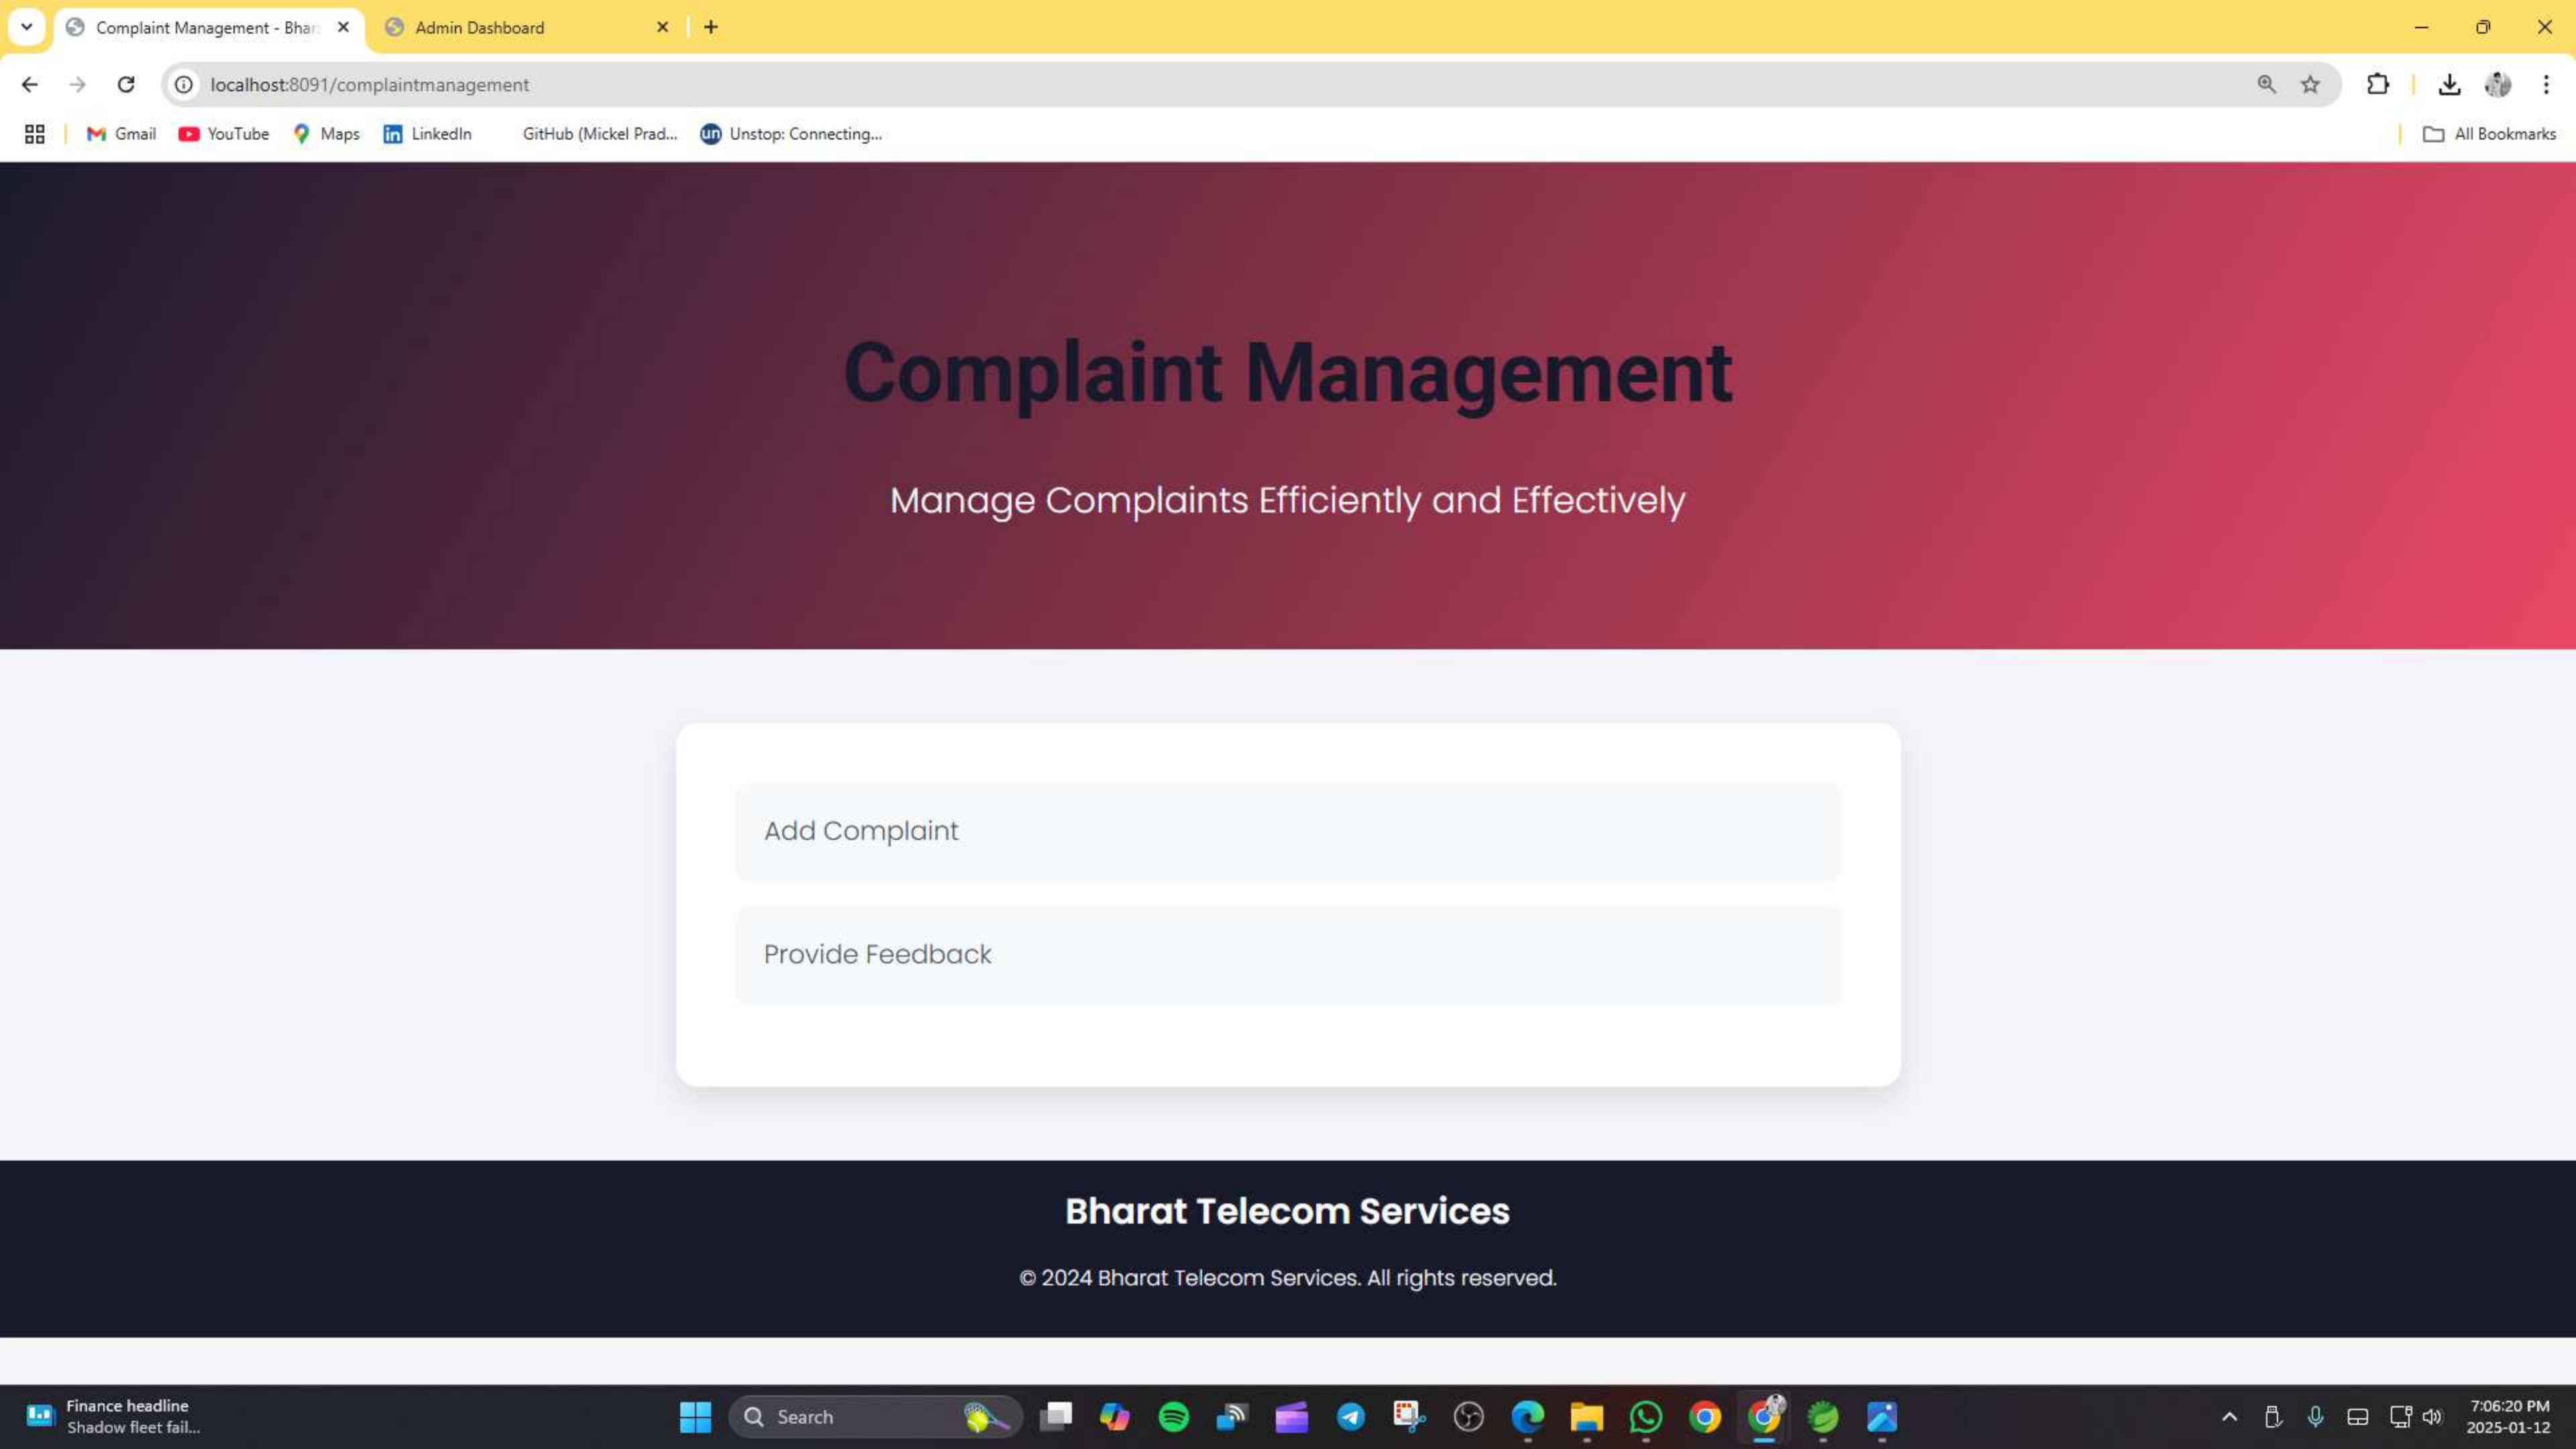 Complaint Management - Bhar
Admin Dashboard
localhost:8091/complaintmanagement
Gmail
YouTube
Maps
LinkedIn
GitHub (Mickel Prad...
Unstop: Connecting...
All Bookmarks
Complaint Management
Manage Complaints Efficiently and Effectively
Add Complaint
Provide Feedback
Bharat Telecom Services
© 2024 Bharat Telecom Services. All rights reserved.
Finance headline
Shadow fleet fail...
Search
7:06:20 PM
2025-01-12